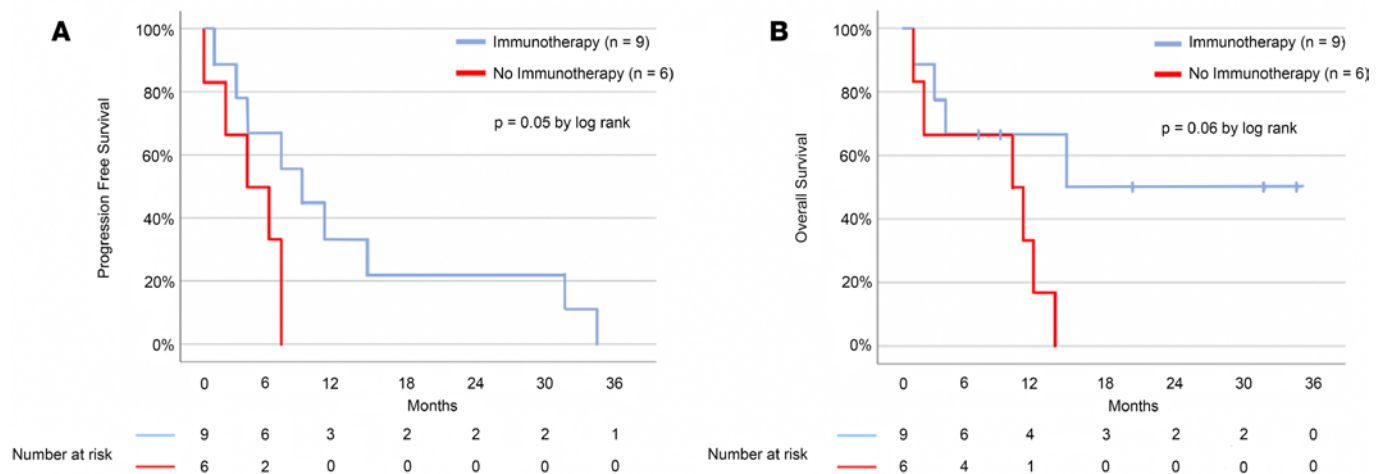 A
100%
80%
60%
40%
20%
0%
Progression Free Survival
Immunotherapy (n = 9)
No Immunotherapy (n = 6)
p = 0.05 by log rank
0 6 12 18 24 30 36
Months
Number at risk
9 6 3 2 2 2 1
6 2 0 0 0 0 0
B
100%
80%
60%
40%
20%
0%
Overall Survival
Immunotherapy (n = 9)
No Immunotherapy (n = 6)
p = 0.06 by log rank
0 6 12 18 24 30 36
Months
Number at risk
9 6 4 3 2 2 0
6 4 1 0 0 0 0